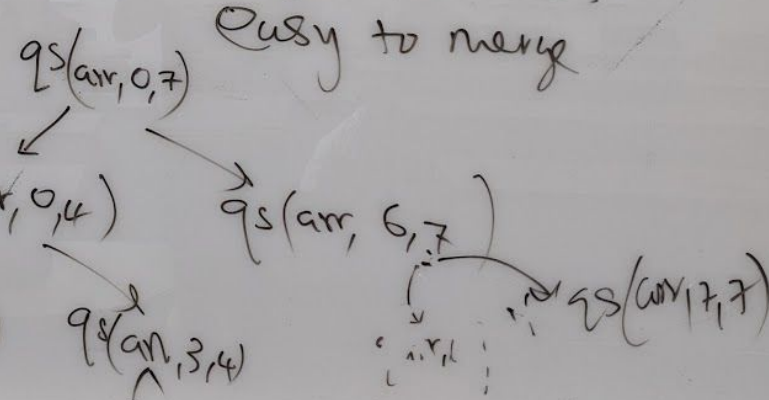 easy to merge
qs(arr,0,7)
r,0,4)
qs(arr, 6,7)
qs(arr,7,7)
qs(arr,3,4)